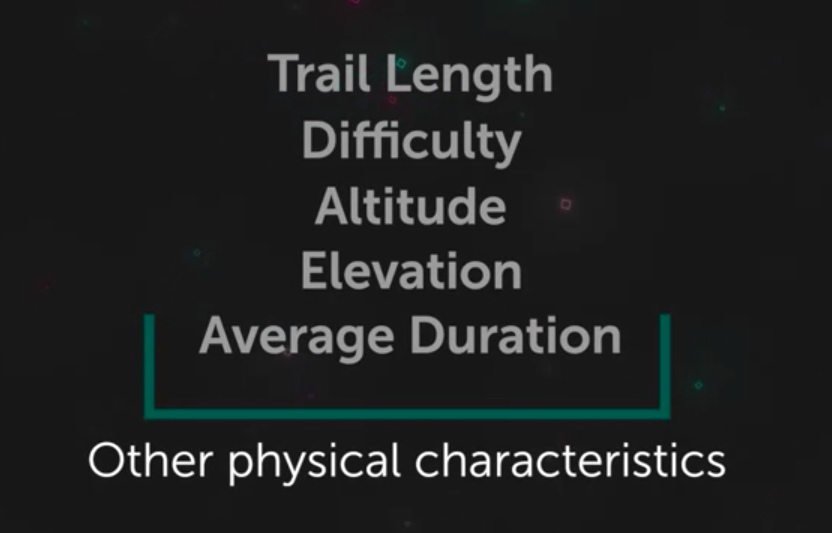 Trail Length
Difficulty
Altitude
Elevation
Average Duration
Other physical characteristics